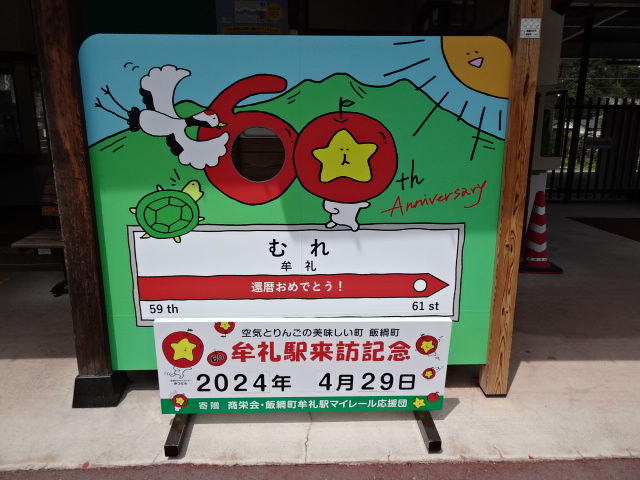 60
th
Anniversary
むれ
牟礼
還暦おめでとう！
59 th
61 st
空気とりんごの美味しい町 飯綱町
60
牟礼駅来訪記念
2024年 4月29日
寄贈 商栄会・飯綱町牟礼駅マイレール応援団